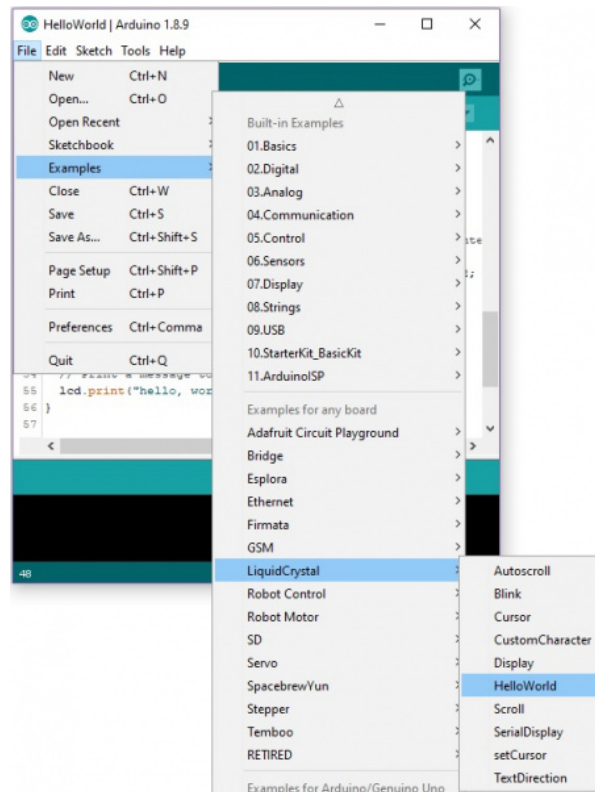 HelloWorld | Arduino 1.8.9
File Edit Sketch Tools Help
New Ctrl+N
Open... Ctrl+O
Open Recent
Sketchbook
Examples
Close Ctrl+W
Save Ctrl+S
Save As... Ctrl+Shift+S
Page Setup Ctrl+Shift+P
Print Ctrl+P
Preferences Ctrl+Comma
Quit Ctrl+Q
Built-in Examples
01.Basics
02.Digital
03.Analog
04.Communication
05.Control
06.Sensors
07.Display
08.Strings
09.USB
10.StarterKit_BasicKit
11.ArduinoISP
Examples for any board
Adafruit Circuit Playground
Bridge
Esplora
Ethernet
Firmata
GSM
LiquidCrystal
Robot Control
Robot Motor
SD
Servo
SpacebrewYun
Stepper
Temboo
RETIRED
Examples for Arduino/Genuino Uno
Autoscroll
Blink
Cursor
CustomCharacter
Display
HelloWorld
Scroll
SerialDisplay
setCursor
TextDirection
54 // Print a message to
55 lcd.print("hello, wor
56 }
57
48